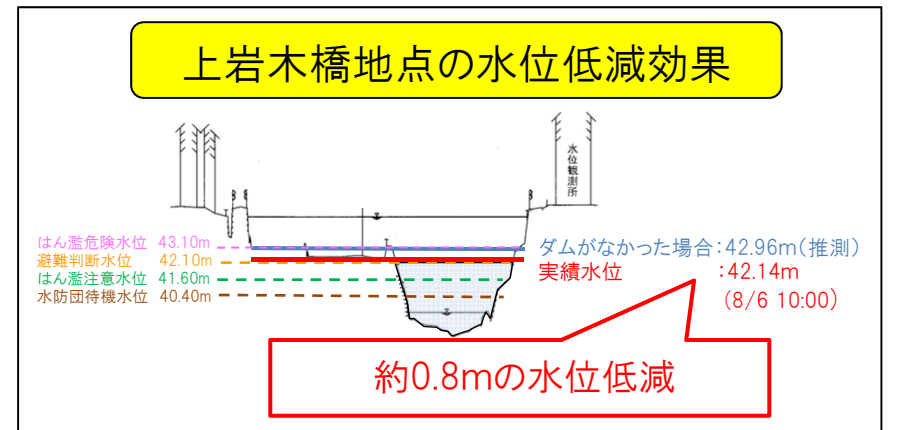 上岩木橋地点の水位低減効果
水位観測所
はん濫危険水位 43.10m
避難判断水位 42.10m
はん濫注意水位 41.60m
水防団待機水位 40.40m
ダムがなかった場合:42.96m(推測)
実績水位 :42.14m
(8/6 10:00)
約0.8mの水位低減